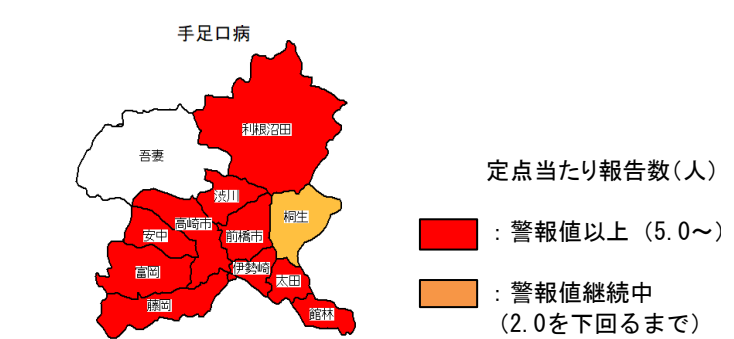 手足口病
利根沼田
吾妻
渋川
桐生
高崎市
安中
前橋市
伊勢崎
富岡
太田
藤岡
館林
定点当たり報告数(人)
：警報値以上 (5.0～)
：警報値継続中
(2.0を下回るまで)